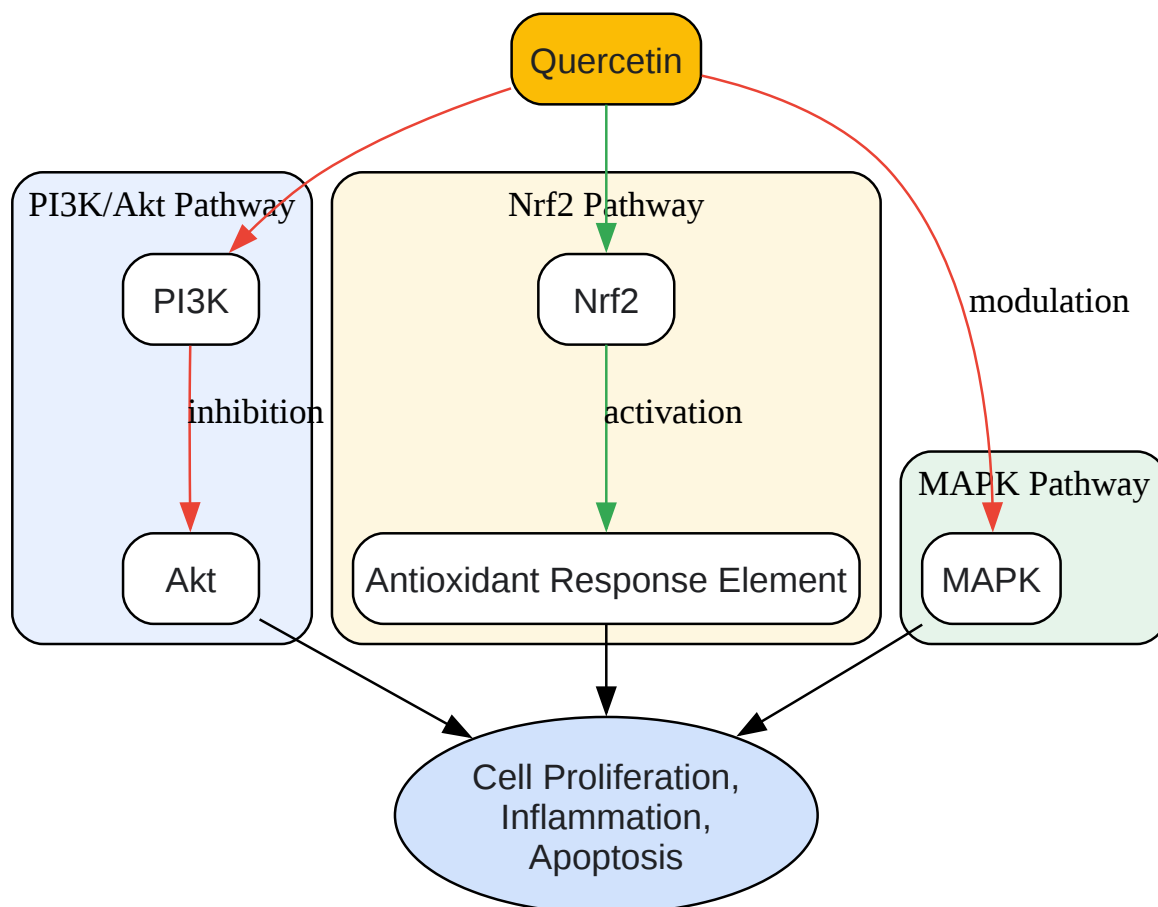 Quercetin
PI3K/Akt Pathway
Nrf2 Pathway
PI3K
Nrf2
modulation
inhibition
activation
MAPK Pathway
Akt
Antioxidant Response Element
MAPK
Cell Proliferation,
Inflammation,
Apoptosis